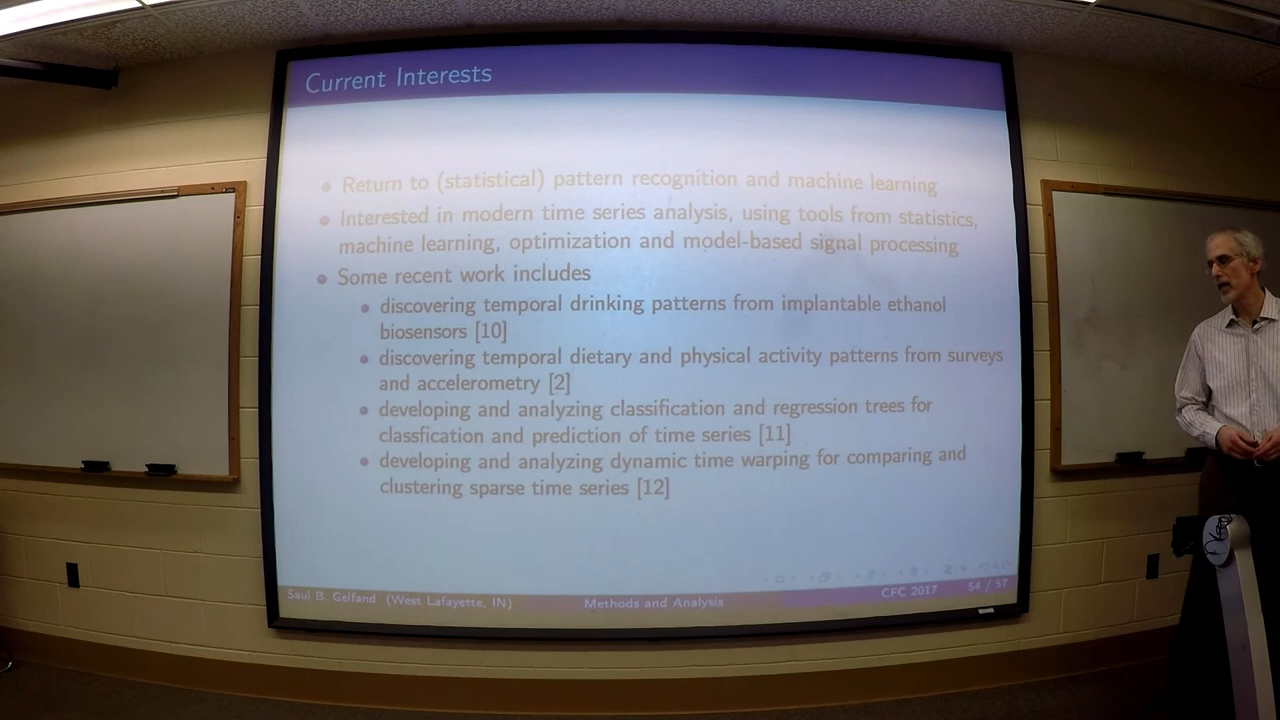 Current Interests
Return to (statistical) pattern recognition and machine learning
Interested in modern time series analysis, using tools from statistics,
machine learning, optimization and model-based signal processing
Some recent work includes
discovering temporal drinking patterns from implantable ethanol
biosensors [10]
discovering temporal dietary and physical activity patterns from surveys
and accelerometry [2]
developing and analyzing classification and regression trees for
classfication and prediction of time series [11]
developing and analyzing dynamic time warping for comparing and
clustering sparse time series [12]
Saul B. Gelfand (West Lafayette, IN) Methods and Analysis CFC 2017 54 / 57